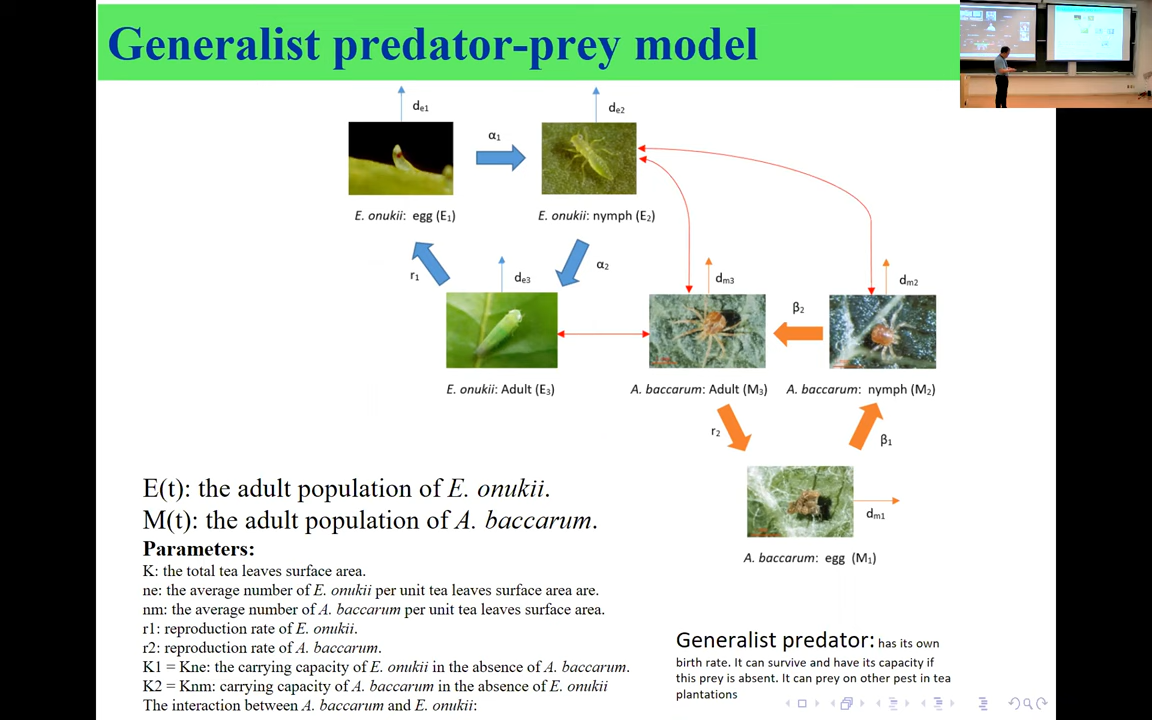 Generalist predator-prey model
de1
de2
α1
E. onukii: egg (E1)
E. onukii: nymph (E2)
r1
α2
de3
dm3
dm2
β2
E. onukii: Adult (E3)
A. baccarum: Adult (M3)
A. baccarum: nymph (M2)
r2
β1
dm1
A. baccarum: egg (M1)
E(t): the adult population of E. onukii.
M(t): the adult population of A. baccarum.
Parameters:
K: the total tea leaves surface area.
ne: the average number of E. onukii per unit tea leaves surface area are.
nm: the average number of A. baccarum per unit tea leaves surface area.
r1: reproduction rate of E. onukii.
r2: reproduction rate of A. baccarum.
K1 = Kne: the carrying capacity of E. onukii in the absence of A. baccarum.
K2 = Knm: carrying capacity of A. baccarum in the absence of E. onukii
The interaction between A. baccarum and E. onukii:
Generalist predator: has its own
birth rate. It can survive and have its capacity if
this prey is absent. It can prey on other pest in tea
plantations